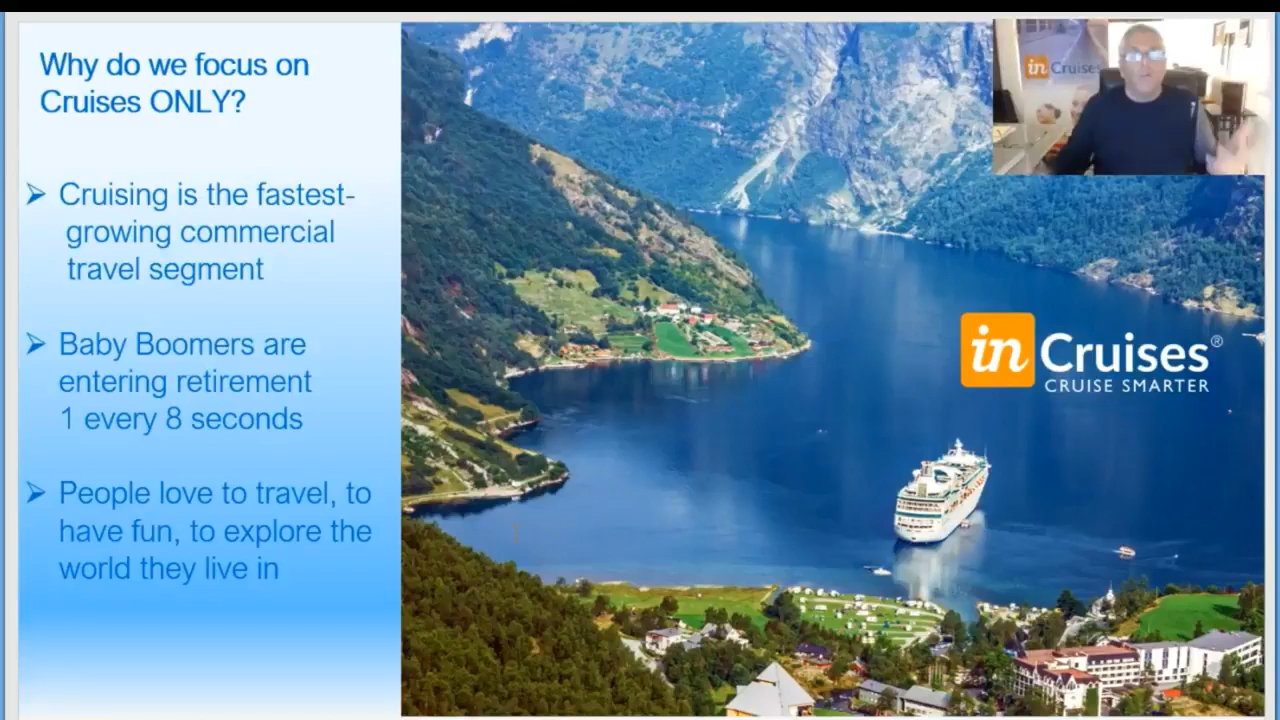 Why do we focus on
Cruises ONLY?
Cruising is the fastest-
growing commercial
travel segment
Baby Boomers are
entering retirement
1 every 8 seconds
People love to travel, to
have fun, to explore the
world they live in
in Cruises
in Cruises®
CRUISE SMARTER